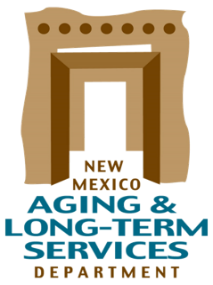 NEW
MEXICO
AGING &
LONG-TERM
SERVICES
DEPARTMENT